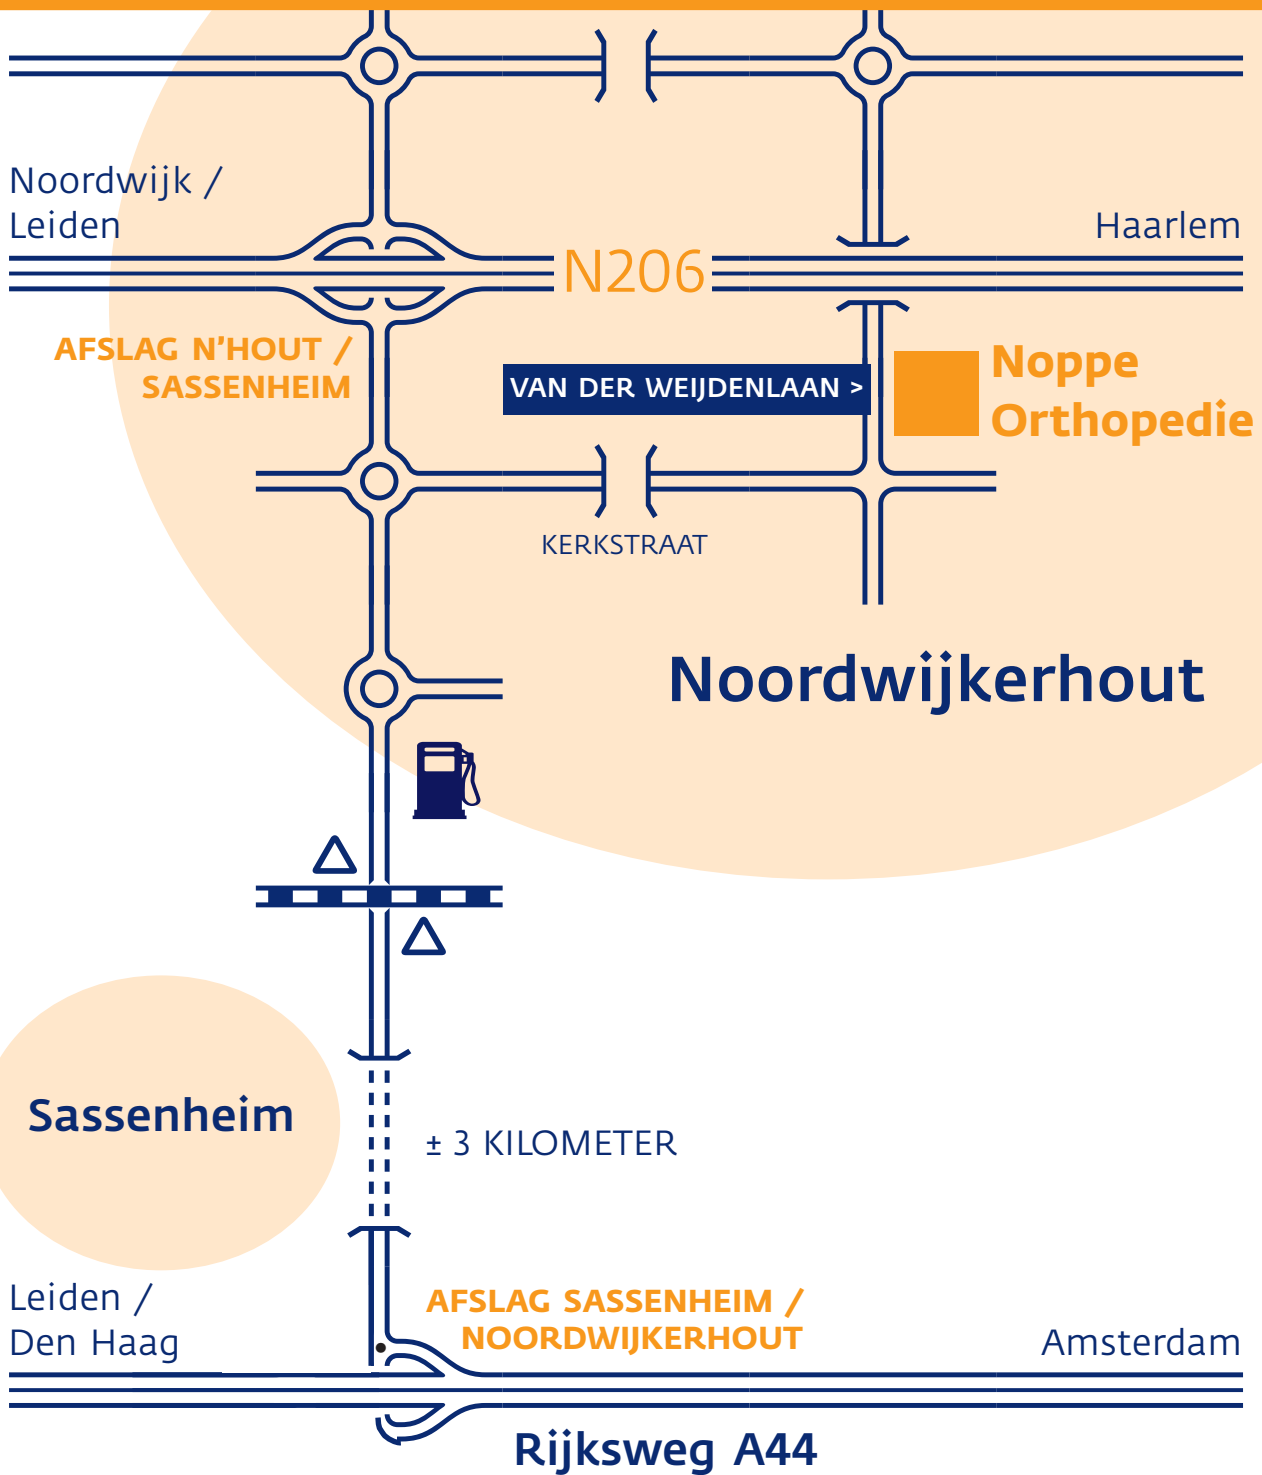 Noordwijk /
Leiden
Haarlem
N206
AFSLAG N'HOUT /
SASSENHEIM
VAN DER WEIJDENLAAN >
Noppe
Orthopedie
KERKSTRAAT
Noordwijkerhout
Sassenheim
± 3 KILOMETER
Leiden /
Den Haag
AFSLAG SASSENHEIM /
NOORDWIJKERHOUT
Amsterdam
Rijksweg A44